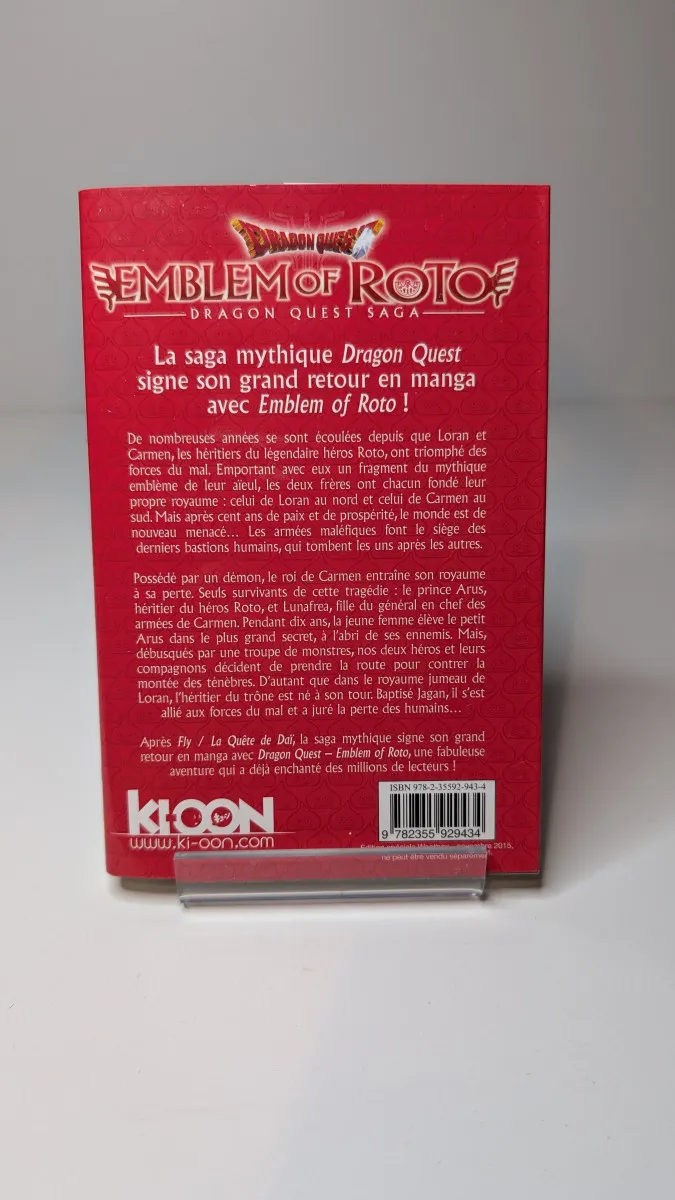 DRAGON QUEST
EMBLEM OF ROTO
DRAGON QUEST SAGA
La saga mythique Dragon Quest
signe son grand retour en manga
avec Emblem of Roto !
De nombreuses années se sont écoulées depuis que Loran et
Carmen, les héritiers du légendaire héros Roto, ont triomphé des
forces du mal. Emportant avec eux un fragment du mythique
emblème de leur aïeul, les deux frères ont chacun fondé leur
propre royaume : celui de Loran au nord et celui de Carmen au
sud. Mais après cent ans de paix et de prospérité, le monde est de
nouveau menacé... Les armées maléfiques font le siège des
derniers bastions humains, qui tombent les uns après les autres.
Possédé par un démon, le roi de Carmen entraîne son royaume
à sa perte. Seuls survivants de cette tragédie : le prince Arus,
héritier du héros Roto, et Lunafrea, fille du général en chef des
armées de Carmen. Pendant dix ans, la jeune femme élève le petit
Arus dans le plus grand secret, à l'abri de ses ennemis. Mais,
débusqués par une troupe de monstres, nos deux héros et leurs
compagnons décident de prendre la route pour contrer la
montée des ténèbres. D'autant que dans le royaume jumeau de
Loran, l'héritier du trône est né à son tour. Baptisé Jagan, il s'est
allié aux forces du mal et a juré la perte des humains...
Après Fly / La Quête de Daï, la saga mythique signe son grand
retour en manga avec Dragon Quest – Emblem of Roto, une fabuleuse
aventure qui a déjà enchanté des millions de lecteurs !
ISBN 978-2-35592-943-4
9 782355 929434
KI-OON
www.ki-oon.com
2015,
ne peut être vendu séparément